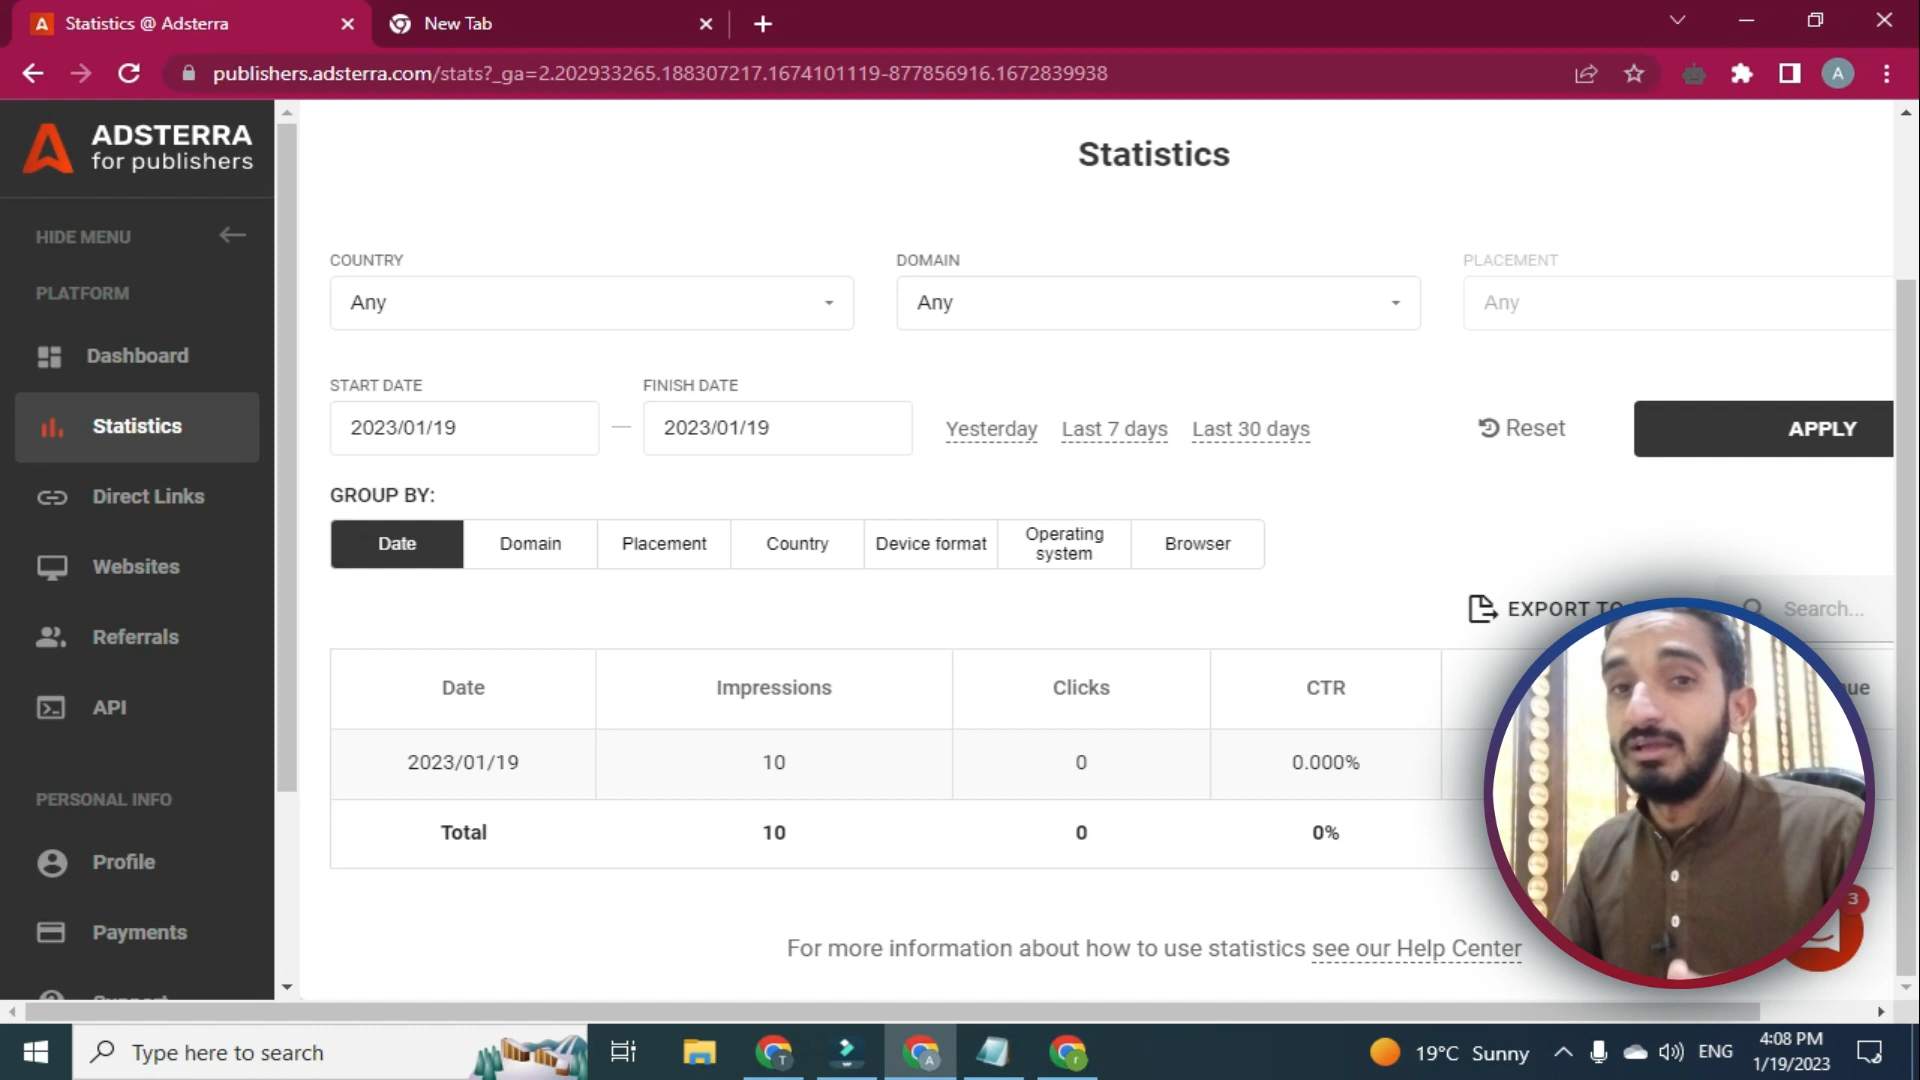 Statistics @ Adsterra
New Tab
publishers.adsterra.com/stats?_ga=2.202933265.188307217.1674101119-877856916.1672839938
A
ADSTERRA
for publishers
HIDE MENU
PLATFORM
Dashboard
Statistics
Direct Links
Websites
Referrals
API
PERSONAL INFO
Profile
Payments
Statistics
COUNTRY
DOMAIN
PLACEMENT
Any
Any
Any
START DATE
FINISH DATE
2023/01/19
—
2023/01/19
Yesterday
Last 7 days
Last 30 days
Reset
APPLY
GROUP BY:
Date
Domain
Placement
Country
Device format
Operating
system
Browser
EXPORT TO
Search...
Date
Impressions
Clicks
CTR
2023/01/19
10
0
0.000%
Total
10
0
0%
3
For more information about how to use statistics see our Help Center
Type here to search
19°C Sunny
ENG
4:08 PM
1/19/2023